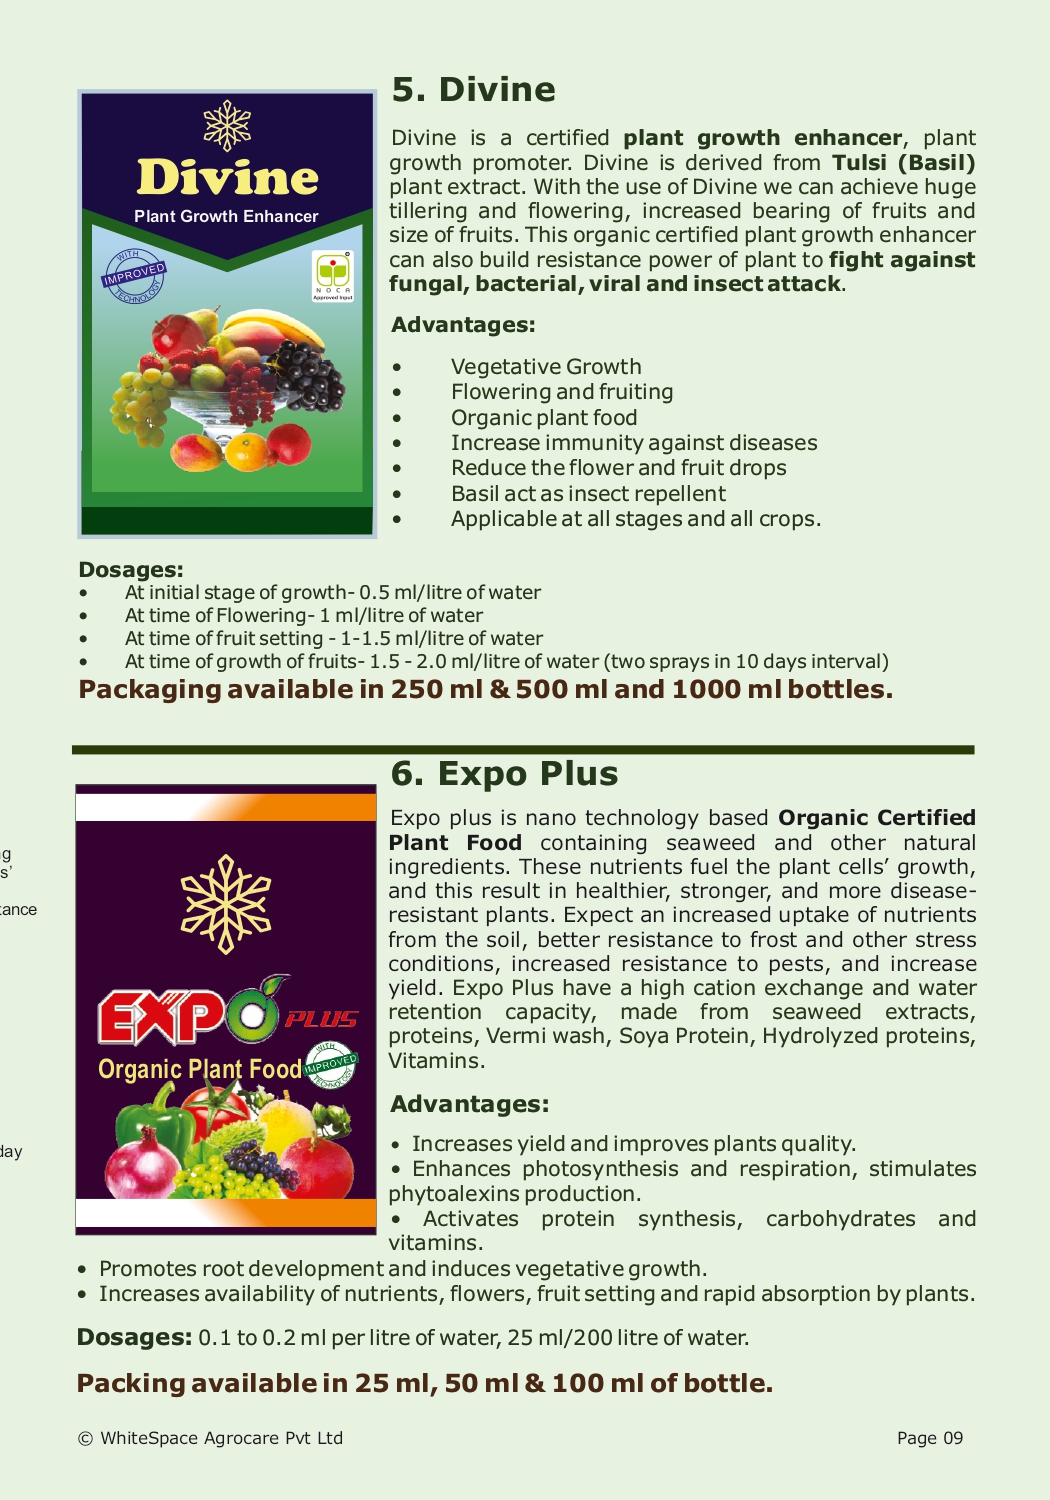 5. Divine
Divine
Plant Growth Enhancer
WITH
IMPROVED
TECHNOLOGY
NOCA
Approved Input
Divine is a certified plant growth enhancer, plant
growth promoter. Divine is derived from Tulsi (Basil)
plant extract. With the use of Divine we can achieve huge
tillering and flowering, increased bearing of fruits and
size of fruits. This organic certified plant growth enhancer
can also build resistance power of plant to fight against
fungal, bacterial, viral and insect attack.
Advantages:
• Vegetative Growth
• Flowering and fruiting
• Organic plant food
• Increase immunity against diseases
• Reduce the flower and fruit drops
• Basil act as insect repellent
• Applicable at all stages and all crops.
Dosages:
• At initial stage of growth- 0.5 ml/litre of water
• At time of Flowering- 1 ml/litre of water
• At time of fruit setting - 1-1.5 ml/litre of water
• At time of growth of fruits- 1.5 - 2.0 ml/litre of water (two sprays in 10 days interval)
Packaging available in 250 ml & 500 ml and 1000 ml bottles.
6. Expo Plus
EXPO PLUS
Organic Plant Food
WITH
IMPROVED
TECHNOLOGY
Expo plus is nano technology based Organic Certified
Plant Food containing seaweed and other natural
ingredients. These nutrients fuel the plant cells’ growth,
and this result in healthier, stronger, and more disease-
resistant plants. Expect an increased uptake of nutrients
from the soil, better resistance to frost and other stress
conditions, increased resistance to pests, and increase
yield. Expo Plus have a high cation exchange and water
retention capacity, made from seaweed extracts,
proteins, Vermi wash, Soya Protein, Hydrolyzed proteins,
Vitamins.
Advantages:
• Increases yield and improves plants quality.
• Enhances photosynthesis and respiration, stimulates
phytoalexins production.
• Activates protein synthesis, carbohydrates and
vitamins.
• Promotes root development and induces vegetative growth.
• Increases availability of nutrients, flowers, fruit setting and rapid absorption by plants.
Dosages: 0.1 to 0.2 ml per litre of water, 25 ml/200 litre of water.
Packing available in 25 ml, 50 ml & 100 ml of bottle.
© WhiteSpace Agrocare Pvt Ltd
Page 09